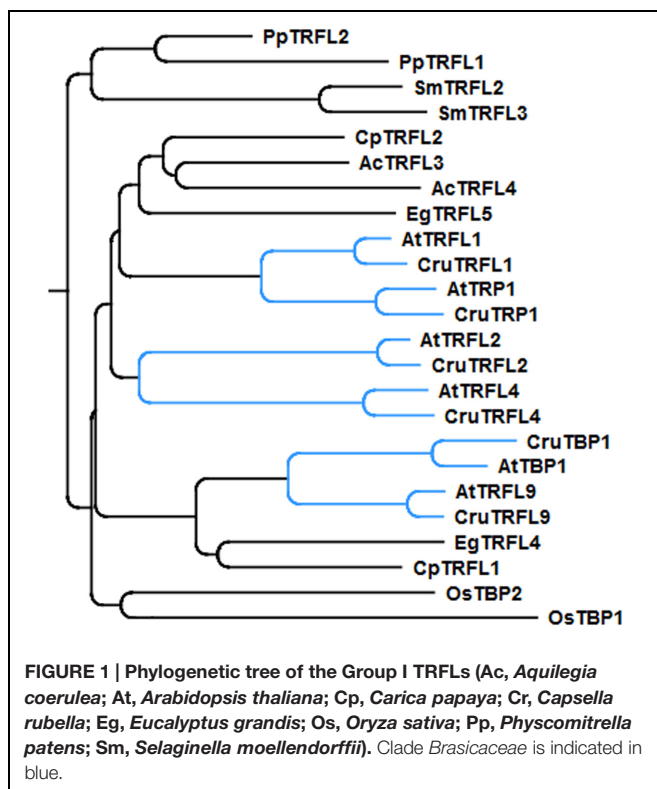 PpTRFL2
PpTRFL1
SmTRFL2
SmTRFL3
CpTRFL2
AcTRFL3
AcTRFL4
EgTRFL5
AtTRFL1
CruTRFL1
AtTRP1
CruTRP1
AtTRFL2
CruTRFL2
AtTRFL4
CruTRFL4
CruTBP1
AtTBP1
AtTRFL9
CruTRFL9
EgTRFL4
CpTRFL1
OsTBP2
OsTBP1
FIGURE 1 | Phylogenetic tree of the Group I TRFLs (Ac, Aquilegia
coerulea; At, Arabidopsis thaliana; Cp, Carica papaya; Cr, Capsella
rubella; Eg, Eucalyptus grandis; Os, Oryza sativa; Pp, Physcomitrella
patens; Sm, Selaginella moellendorffii). Clade Brasicaceae is indicated in
blue.